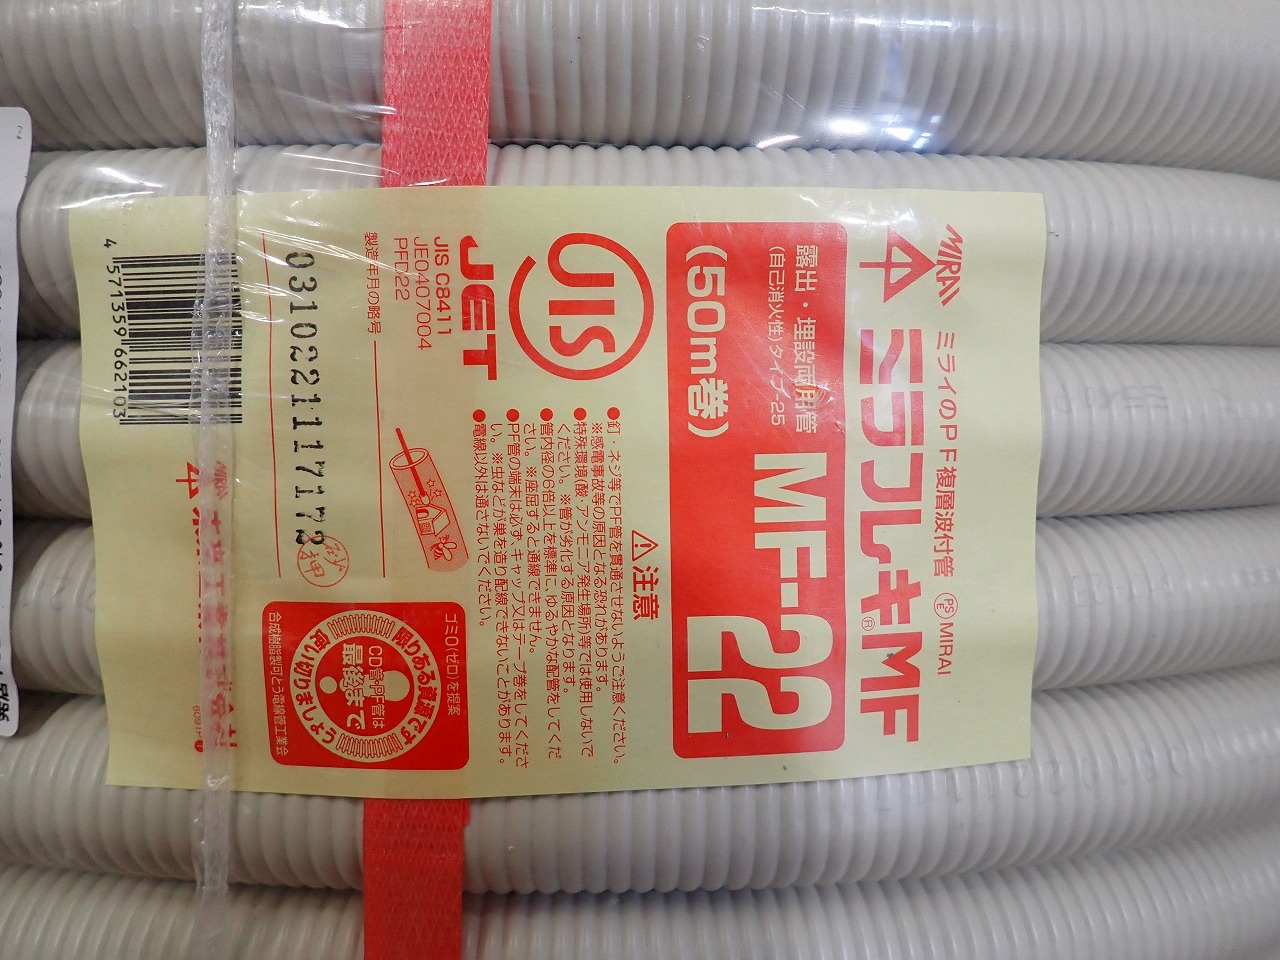 MIRAI ミライのPF複層波付管 PS E MIRAI
ミラフレキ®MF
露出・埋設両用管
(自己消火性)タイプ-25
MF-22
(50m巻)
JIS
JET
JIS C8411
JE0407004
PFD22
製造年月の略号
⚠注意
●釘・ネジ等でPF管を貫通させないようご注意ください。
※感電事故等の原因となる恐れがあります。
●特殊環境(酸・アンモニア発生場所)等では使用しないで
ください。※管が劣化する原因となります。
●管内径の6倍以上を標準に、ゆるやかな配管をしてくだ
さい。※座屈すると通線できません。
●PF管の端末は必ず、キャップ又はテープ巻をしてくださ
い。※虫などが巣を造り配線できないことがあります。
●電線以外は通さないでください。
0310221117172
ゴミ0(ゼロ)を提案
限りある資源です
CD管・PF管は
最後まで
使い切りましょう
合成樹脂製可とう電線管工業会
MIRAI
4 571359 662103